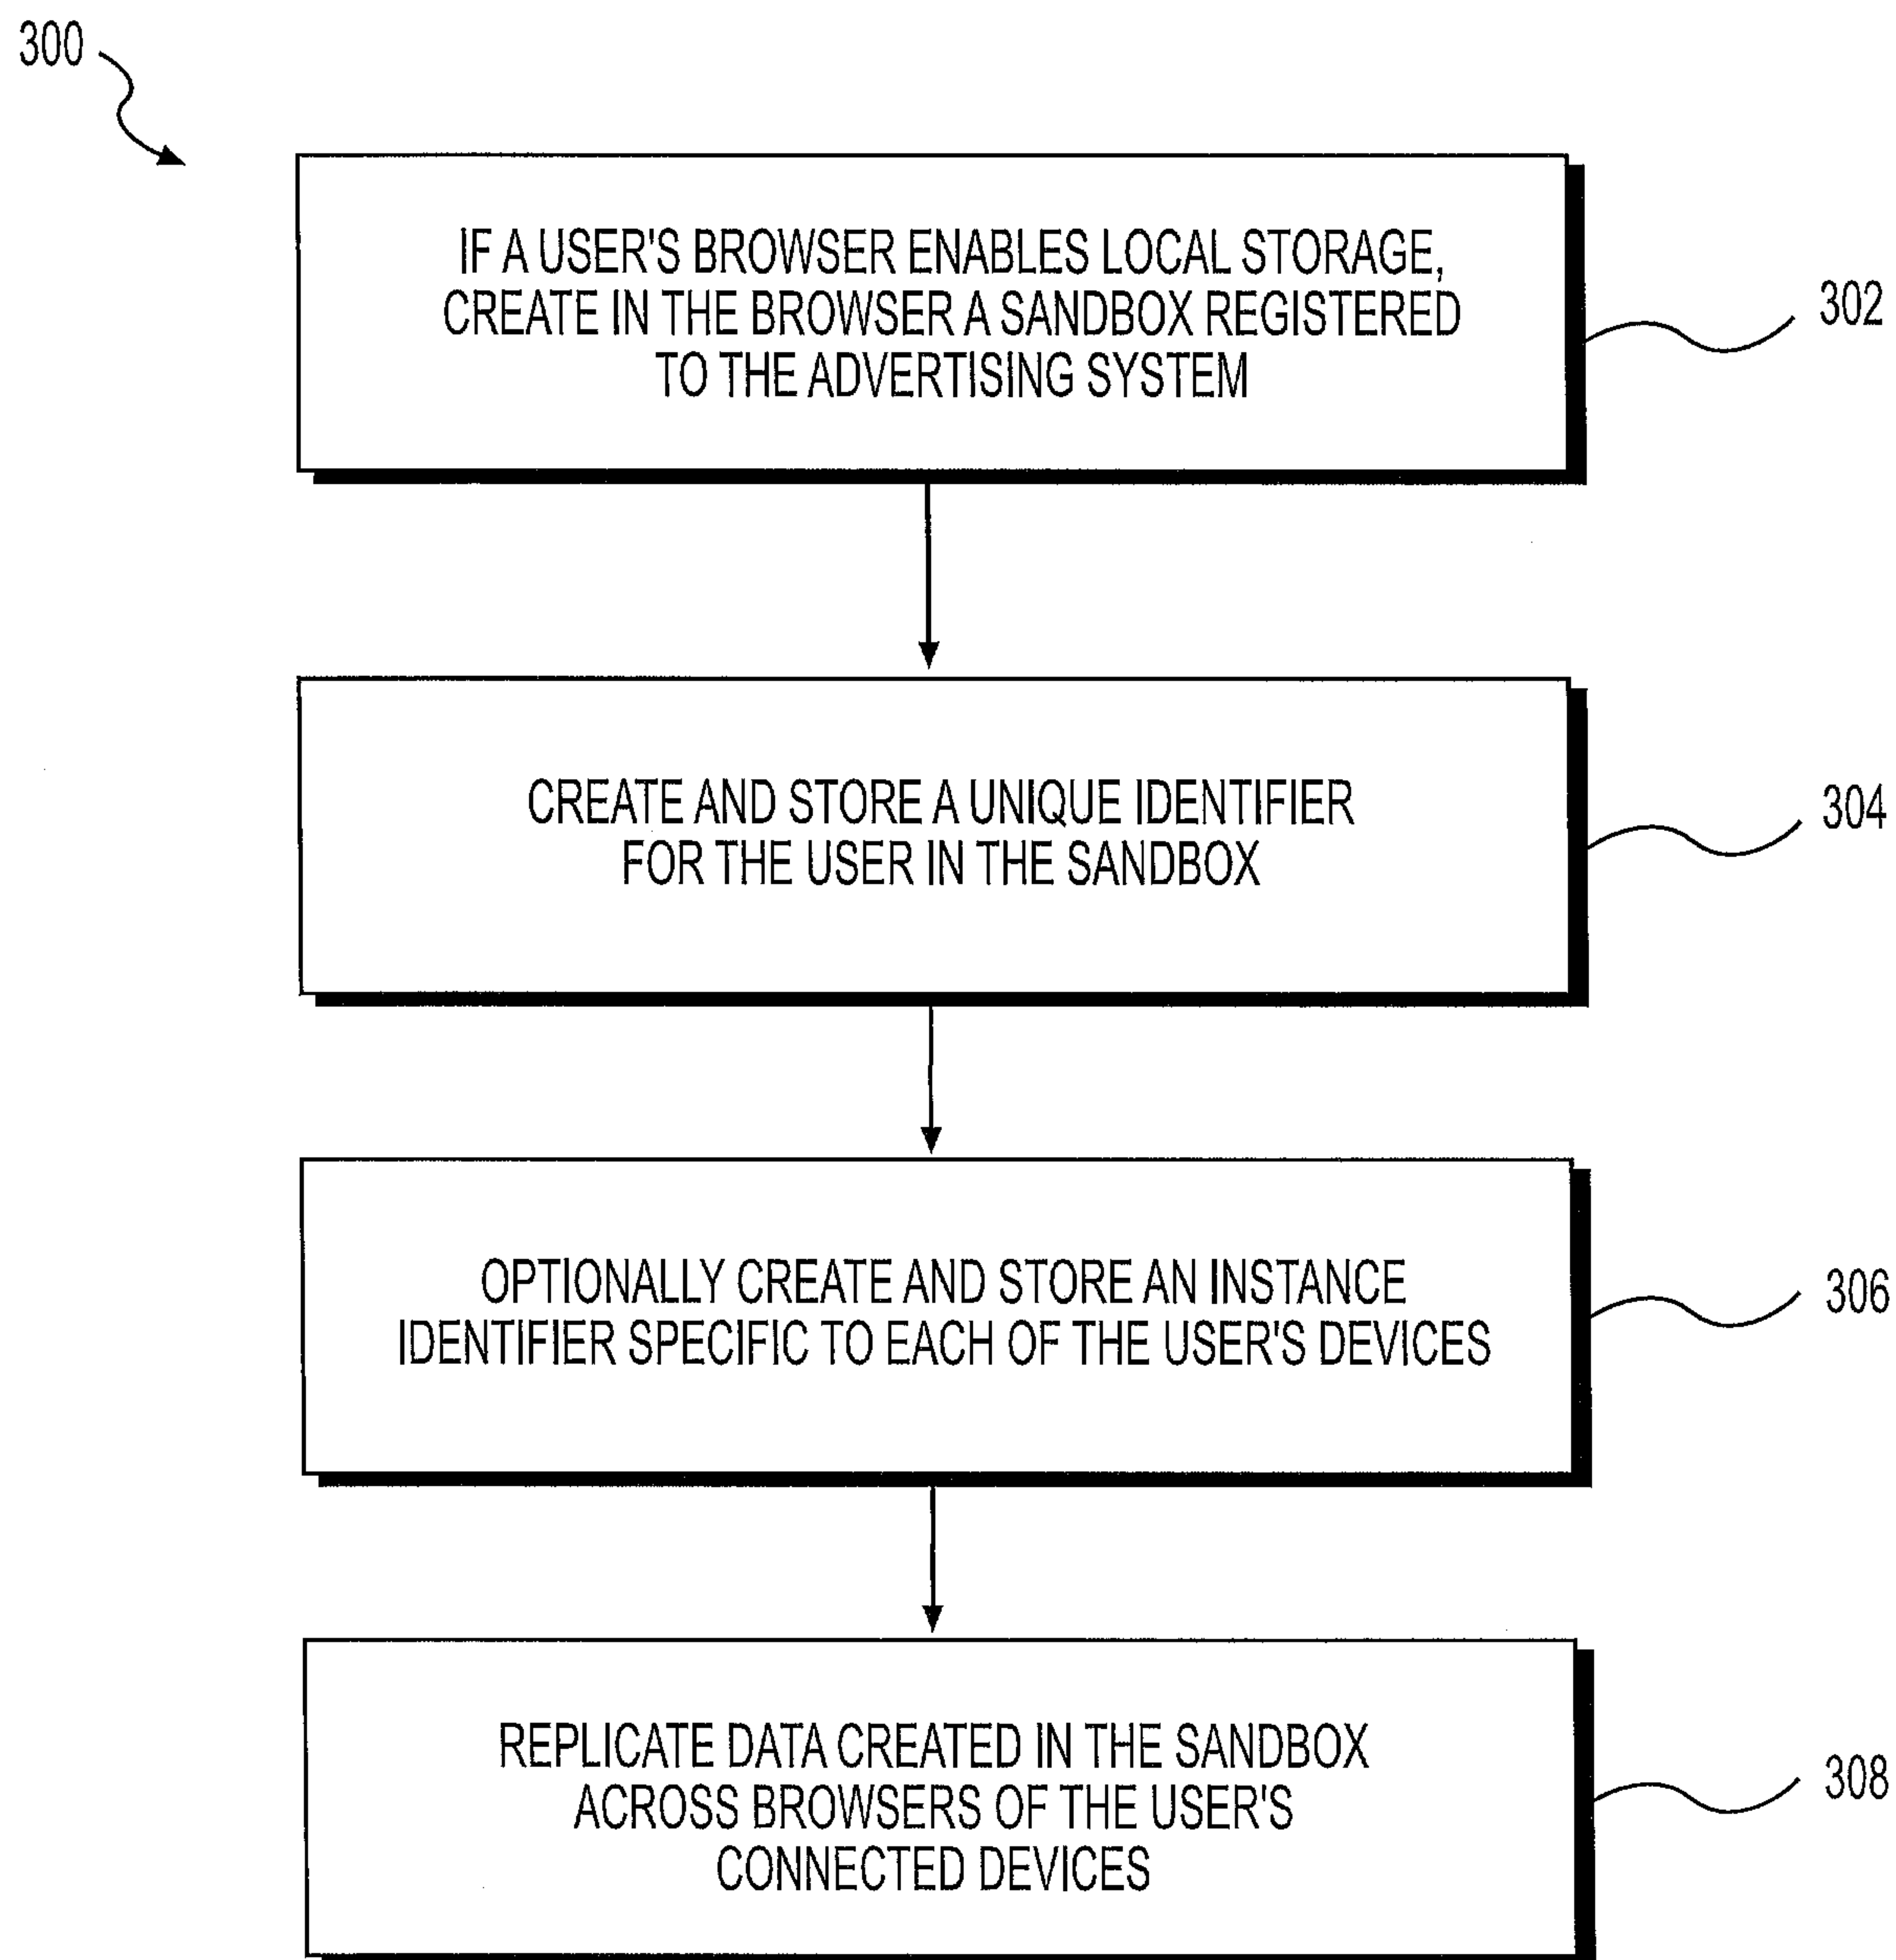 300
IF A USER'S BROWSER ENABLES LOCAL STORAGE,
CREATE IN THE BROWSER A SANDBOX REGISTERED
TO THE ADVERTISING SYSTEM
302
CREATE AND STORE A UNIQUE IDENTIFIER
FOR THE USER IN THE SANDBOX
304
OPTIONALLY CREATE AND STORE AN INSTANCE
IDENTIFIER SPECIFIC TO EACH OF THE USER'S DEVICES
306
REPLICATE DATA CREATED IN THE SANDBOX
ACROSS BROWSERS OF THE USER'S
CONNECTED DEVICES
308